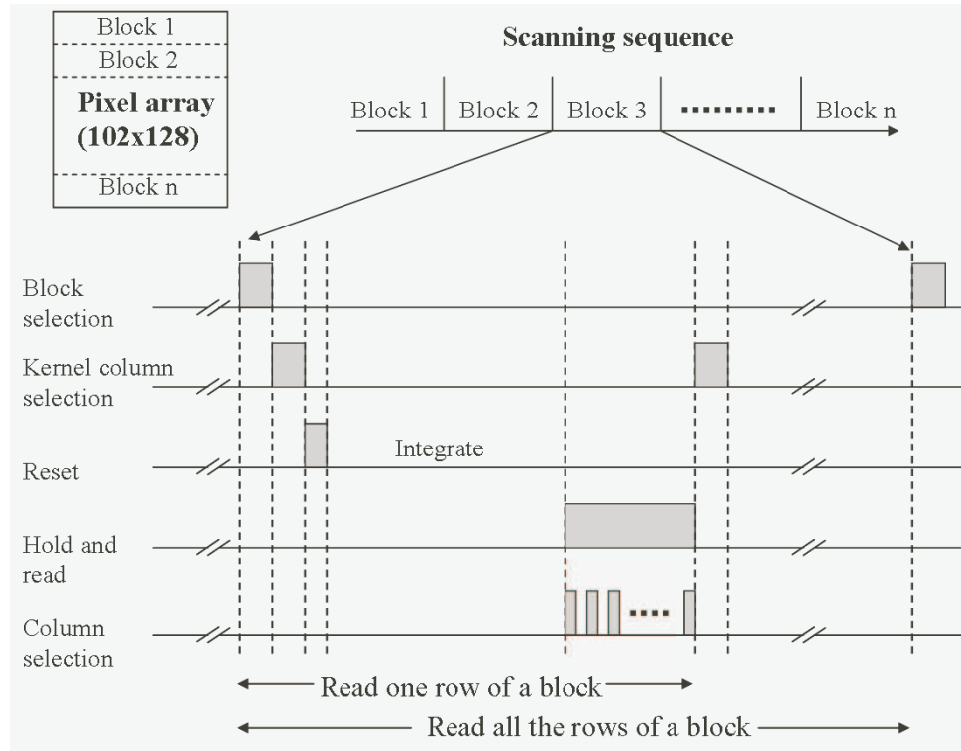 Block 1
Block 2
Pixel array
(102x128)
Block n
Scanning sequence
Block 1 Block 2 Block 3 Block n
Block
selection
Kernel column
selection
Reset
Integrate
Hold and
read
Column
selection
Read one row of a block
Read all the rows of a block